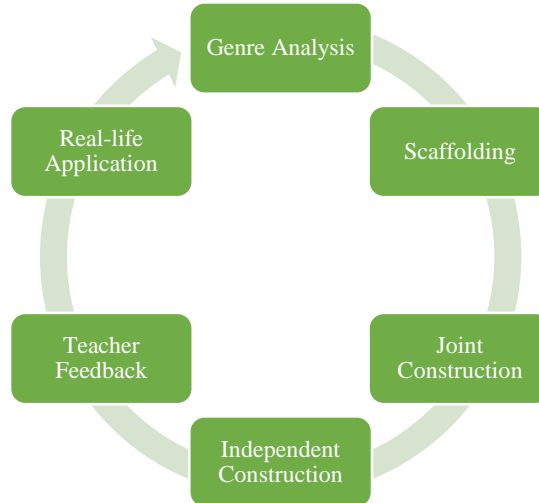 Genre Analysis
Scaffolding
Joint
Construction
Independent
Construction
Teacher
Feedback
Real-life
Application